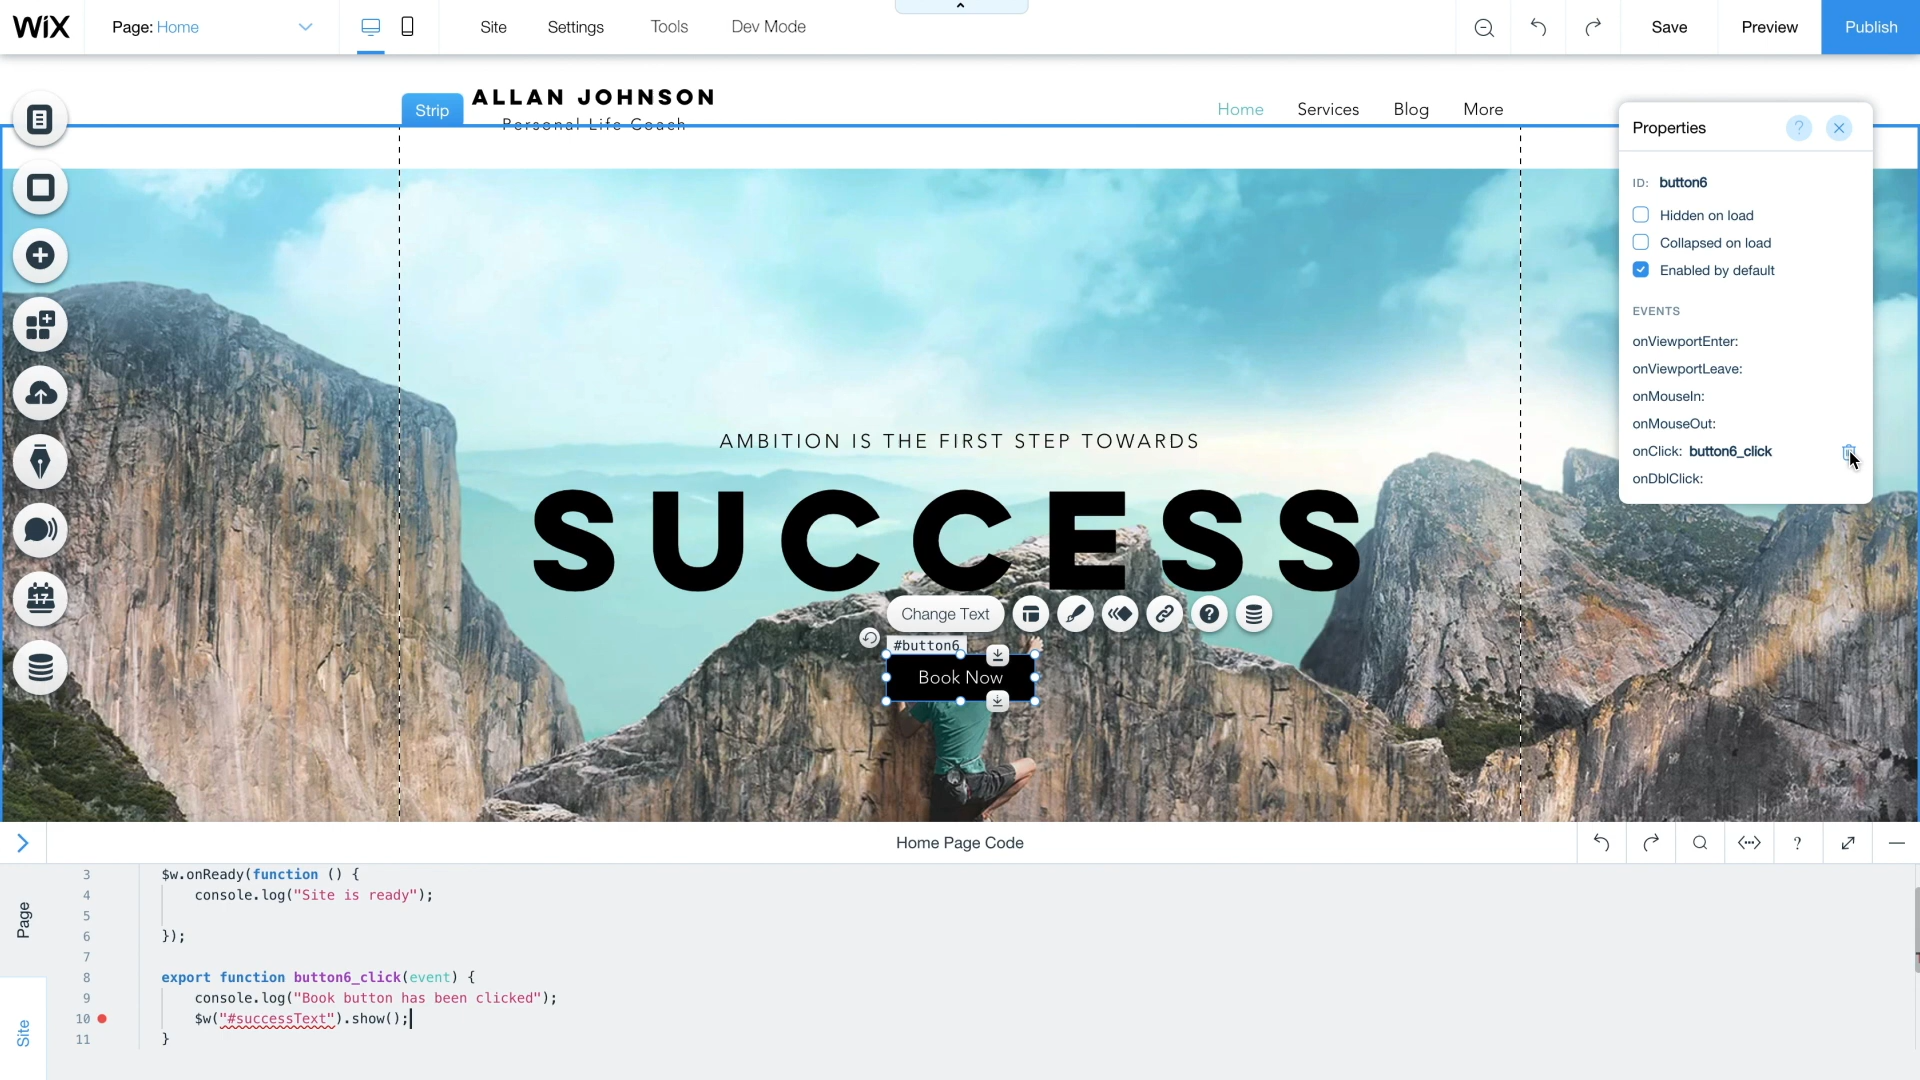 WiX
Page: Home
Site
Settings
Tools
Dev Mode
Save
Preview
Publish
Strip
ALLAN JOHNSON
Personal Life Coach
Home
Services
Blog
More
Properties
?
ID: button6
Hidden on load
Collapsed on load
Enabled by default
EVENTS
onViewportEnter:
onViewportLeave:
onMouseIn:
onMouseOut:
onClick: button6_click
onDblClick:
17
AMBITION IS THE FIRST STEP TOWARDS
SUCCESS
Change Text
?
#button6
Book Now
Home Page Code
?
Page
Site
3 $w.onReady(function () {
4 console.log("Site is ready");
5
6 });
7
8 export function button6_click(event) {
9 console.log("Book button has been clicked");
10 $w("#successText").show();
11 }